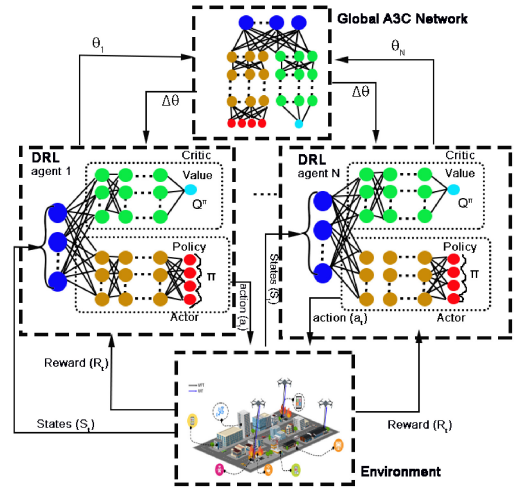 Global A3C Network
θ1
θN
Δθ
Δθ
DRL
agent 1
Critic
Value
Qπ
Policy
π
Actor
DRL
agent N
Critic
Value
Qπ
Policy
π
Actor
action (at)
States (St)
action (at)
Reward (Rt)
States (St)
Reward (Rt)
Environment